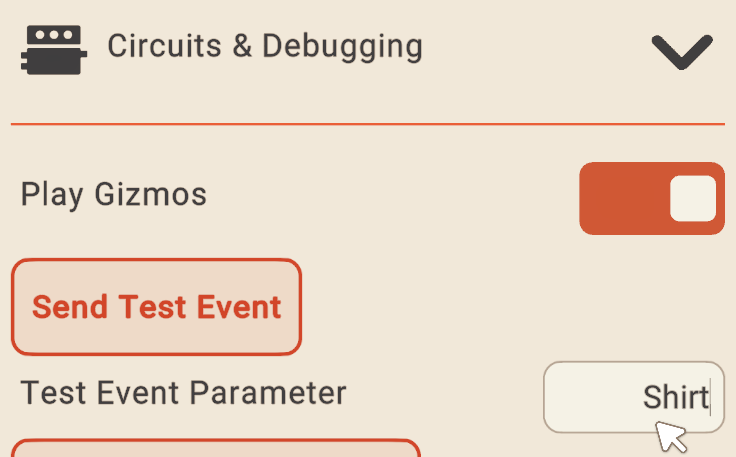 Circuits & Debugging
Play Gizmos
Send Test Event
Test Event Parameter
Shirt